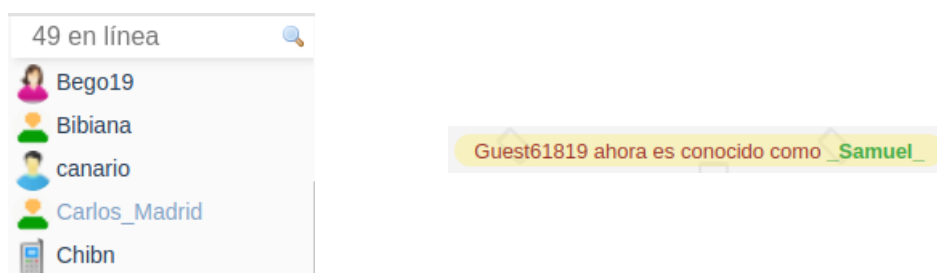 49 en línea
Bego19
Bibiana
canario
Carlos_Madrid
Chibn
Guest61819 ahora es conocido como _Samuel_